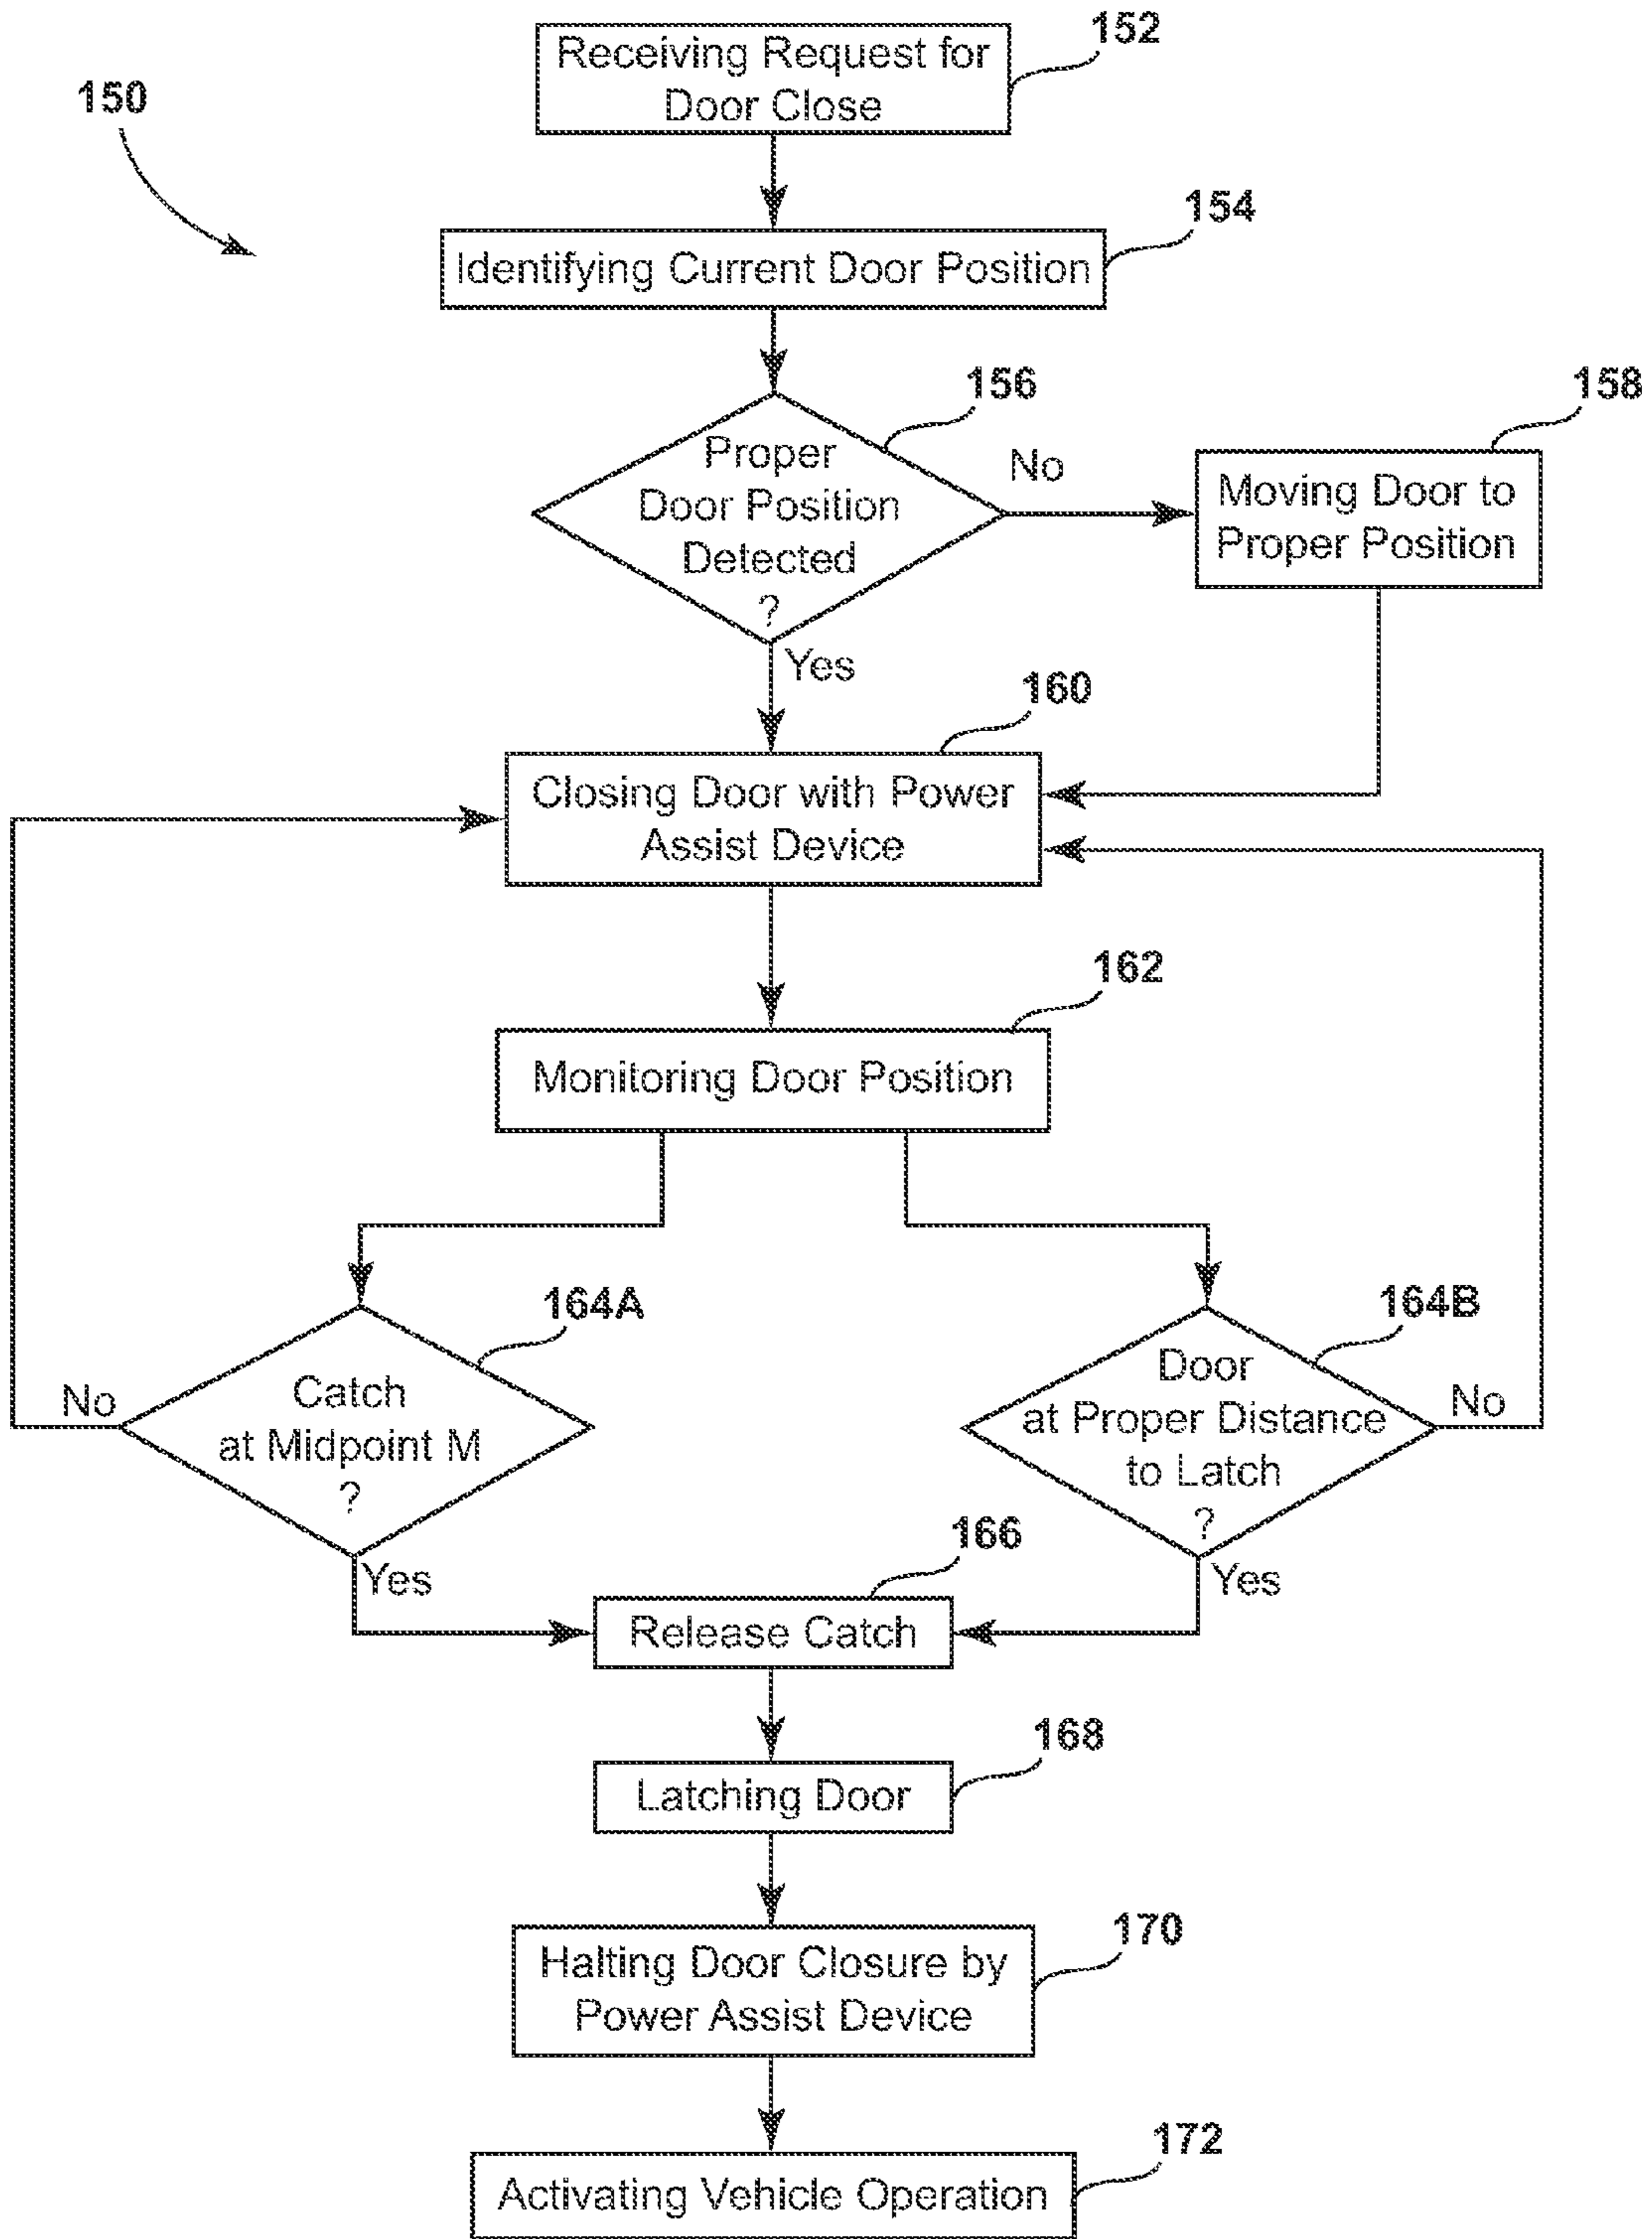 152
Receiving Request for
Door Close
150
154
Identifying Current Door Position
156
158
Proper
Door Position
Detected
?
No
Moving Door to
Proper Position
Yes
160
Closing Door with Power
Assist Device
162
Monitoring Door Position
164A
164B
No
Catch
at Midpoint M
?
Door
at Proper Distance
to Latch
?
No
Yes
166
Yes
Release Catch
168
Latching Door
170
Halting Door Closure by
Power Assist Device
172
Activating Vehicle Operation